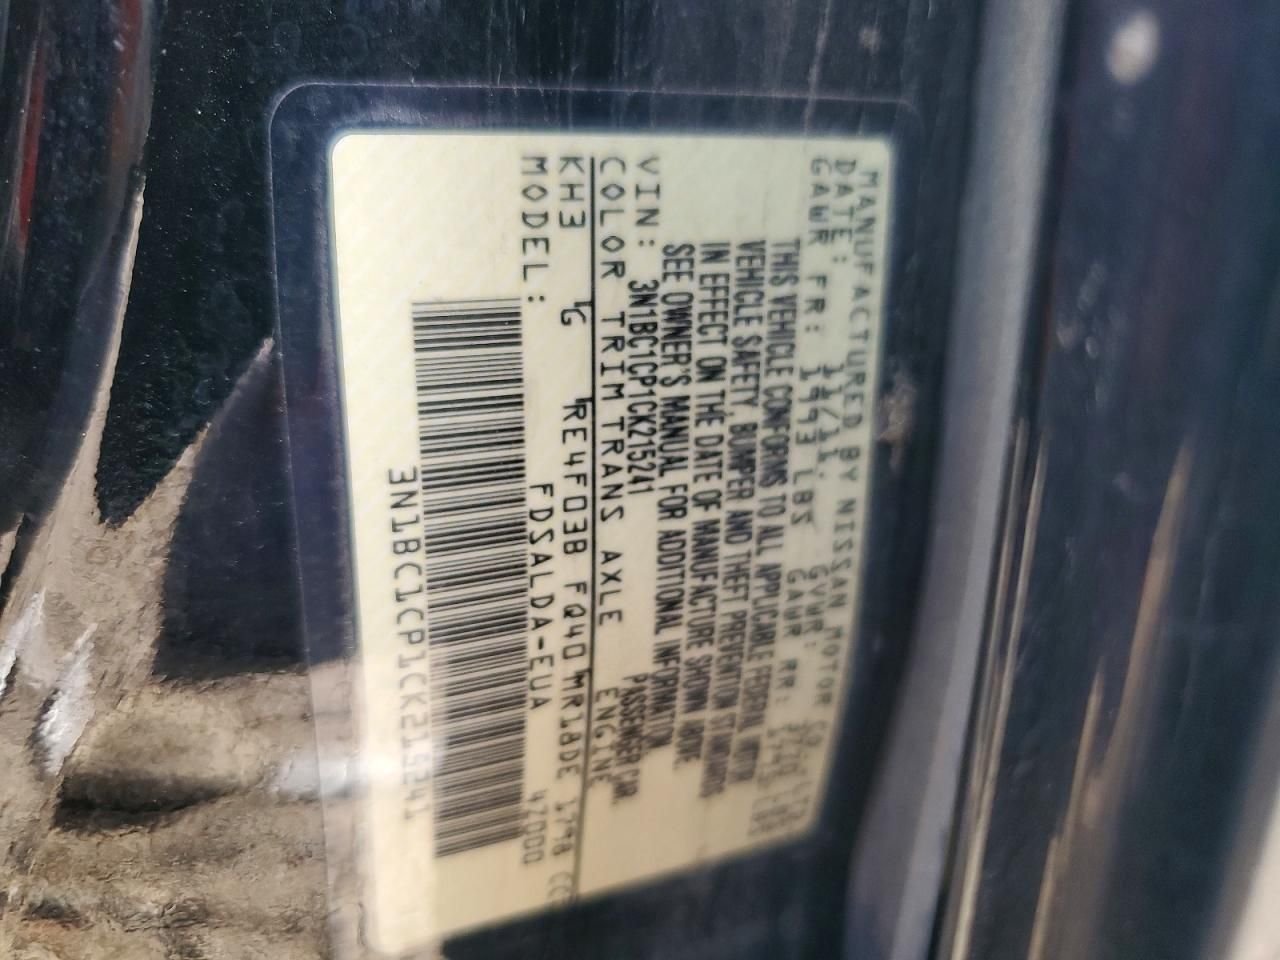 MANUFACTURED BY NISSAN MOTOR CO., LTD.
DATE: 11/11. GVWR:
GAWR FR: 1993 LBS GAWR RR: LBS
THIS VEHICLE CONFORMS TO ALL APPLICABLE FEDERAL MOTOR
VEHICLE SAFETY, BUMPER AND THEFT PREVENTION STANDARDS
IN EFFECT ON THE DATE OF MANUFACTURE SHOWN ABOVE.
SEE OWNER'S MANUAL FOR ADDITIONAL INFORMATION.
VIN: 3N1BC1CP1CK215241 PASSENGER CAR.
COLOR TRIM TRANS AXLE ENGINE
KH3 G RE4F03B FQ40 MR18DE 1798 CC
MODEL: FDSALDA-EUA 47000
3N1BC1CP1CK215241